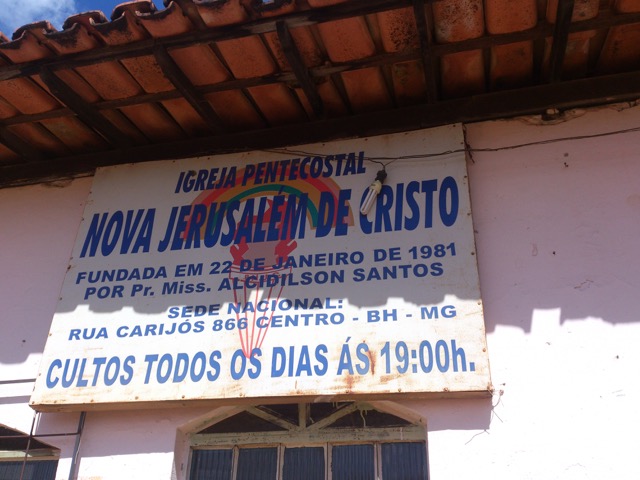 IGREJA PENTECOSTAL
NOVA JERUSALÉM DE CRISTO
FUNDADA EM 22 DE JANEIRO DE 1981
POR Pr. Miss. ALCIDILSON SANTOS
SEDE NACIONAL:
RUA CARIJÓS 866 CENTRO - BH - MG
CULTOS TODOS OS DIAS ÁS 19:00h.